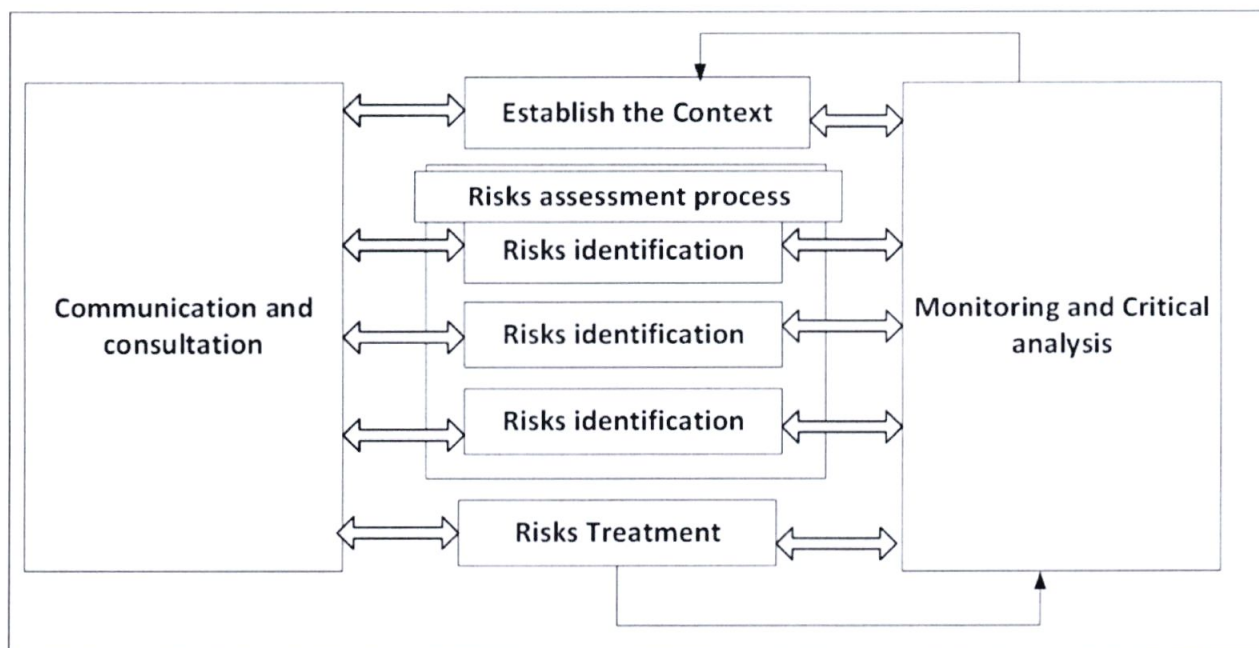 Establish the Context
Risks assessment process
Risks identification
Communication and
consultation
Risks identification
Monitoring and Critical
analysis
Risks identification
Risks Treatment